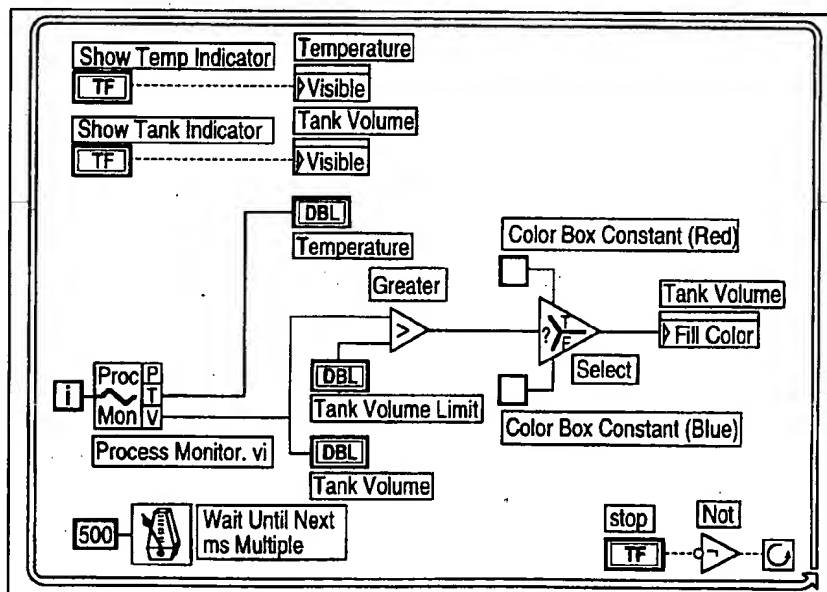 Show Temp Indicator
Temperature
TF
Visible
Show Tank Indicator
Tank Volume
TF
Visible
DBL
Temperature
Color Box Constant (Red)
Greater
Tank Volume
>
? T F
Fill Color
Select
i
Proc Mon
P
T
V
DBL
Tank Volume Limit
Color Box Constant (Blue)
Process Monitor. vi
DBL
Tank Volume
500
Wait Until Next
ms Multiple
stop
Not
TF